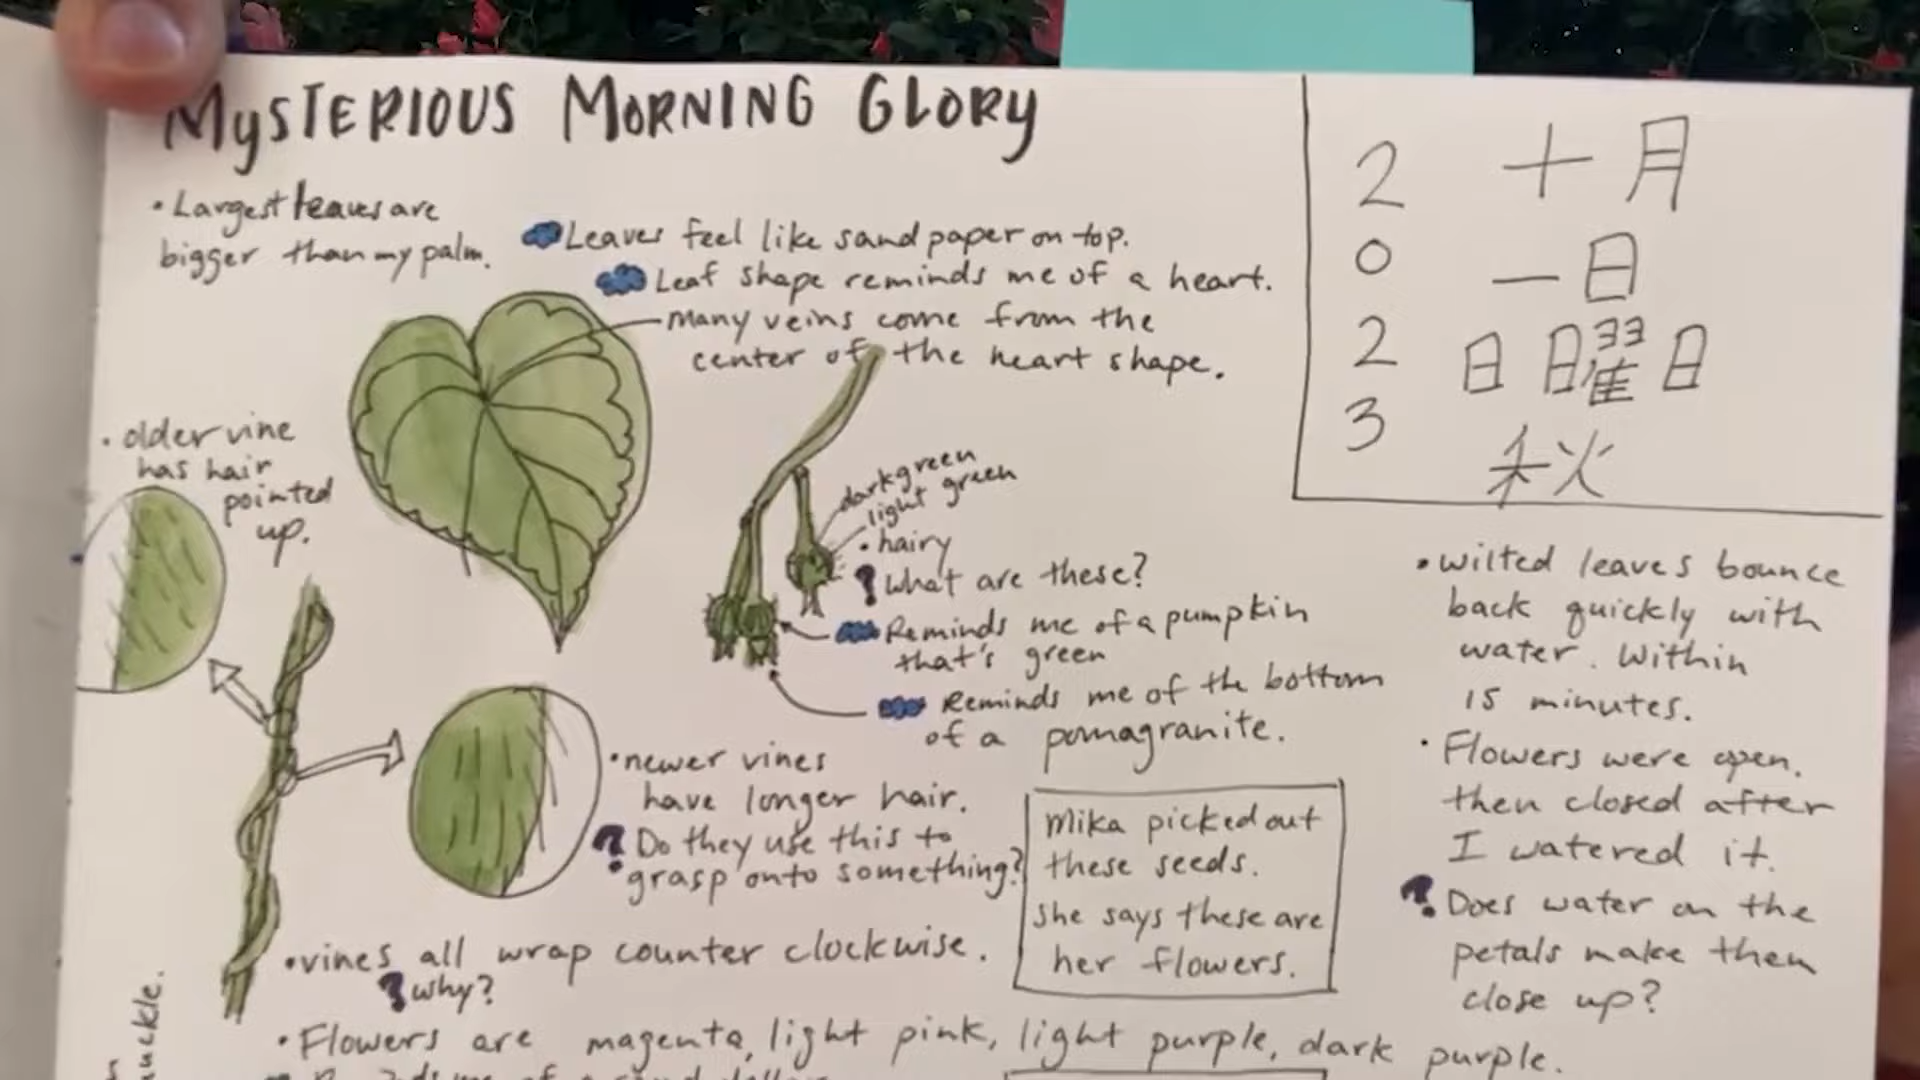 MYSTERIOUS MORNING GLORY
• Largest leaves are
bigger than my palm.
Leaves feel like sand paper on top.
Leaf shape reminds me of a heart.
many veins come from the
center of the heart shape.
2 十月
0 一日
2 日曜日
3 秋
• older vine
has hair
pointed
up.
dark green
light green
• hairy
? What are these?
Reminds me of a pumpkin
that's green
Reminds me of the bottom
of a pomagranite.
• newer vines
have longer hair.
? Do they use this to
grasp onto something?
Mika picked out
these seeds.
she says these are
her flowers.
• wilted leaves bounce
back quickly with
water. Within
15 minutes.
• Flowers were open.
then closed after
I watered it.
? Does water on the
petals make them
close up?
• vines all wrap counter clockwise.
? why?
• Flowers are magenta, light pink, light purple, dark purple.